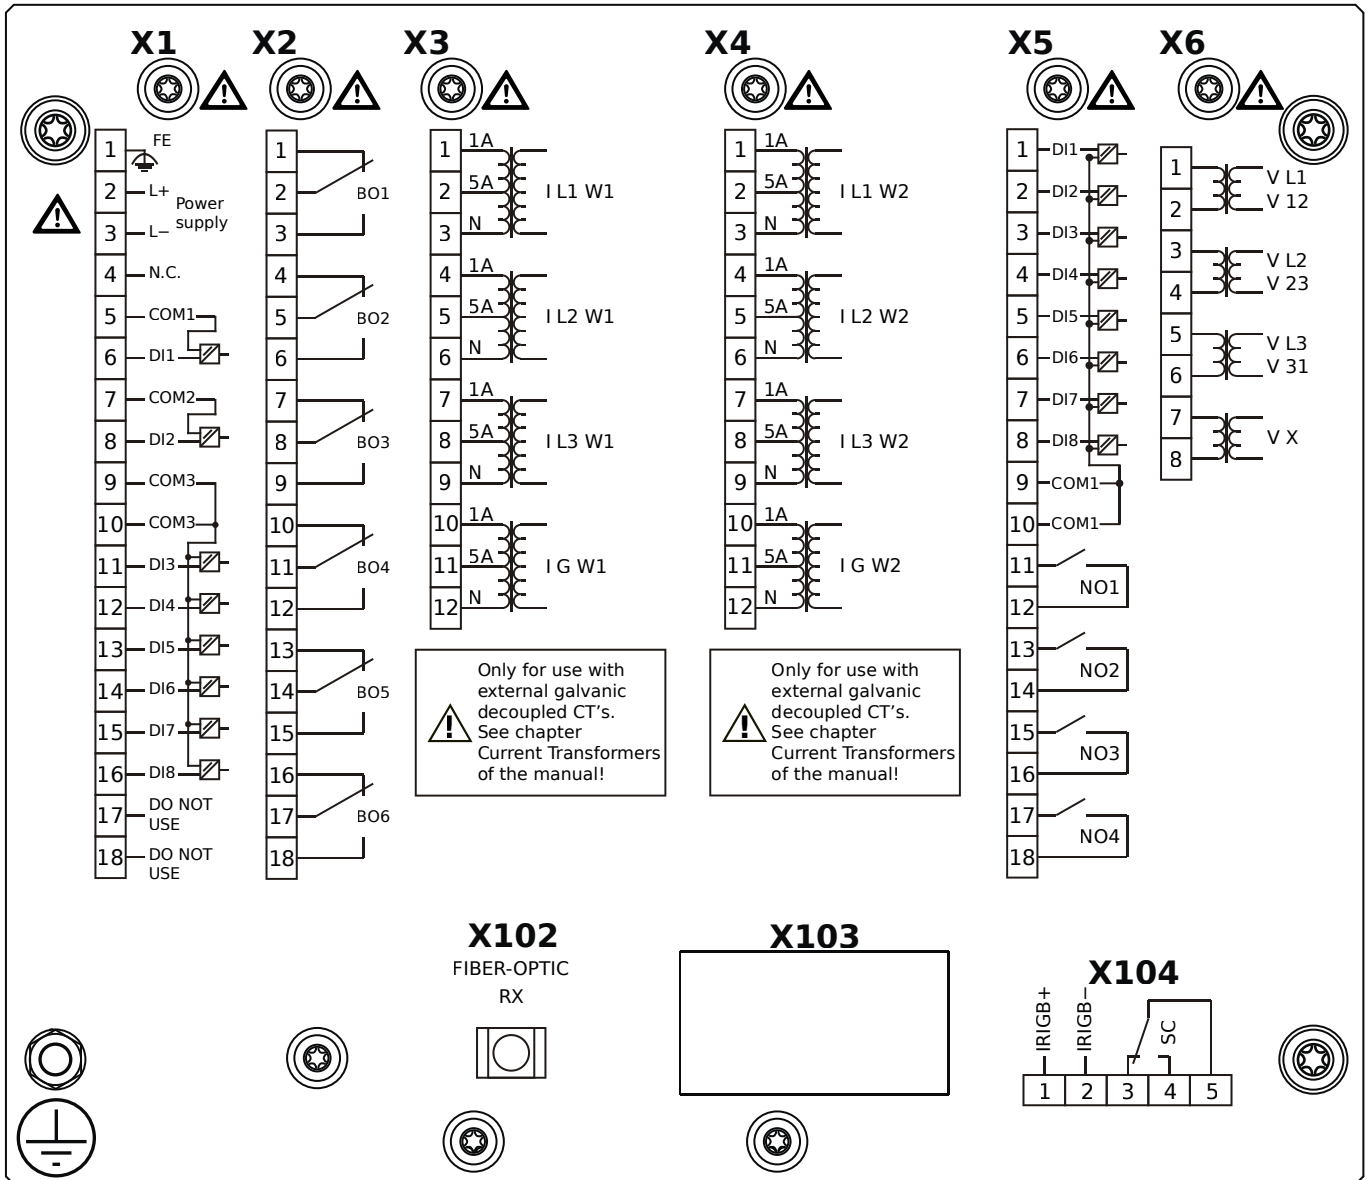 X1 X2 X3 X4 X5 X6
1 FE
2 L+
Power
supply
3 L−
4 N.C.
5 COM1
6 DI1
7 COM2
8 DI2
9 COM3
10 COM3
11 DI3
12 DI4
13 DI5
14 DI6
15 DI7
16 DI8
17 DO NOT
USE
18 DO NOT
USE
1
2 BO1
3
4
5 BO2
6
7
8 BO3
9
10
11 BO4
12
13
14 BO5
15
16
17 BO6
18
1 1A
2 5A I L1 W1
3 N
4 1A
5 5A I L2 W1
6 N
7 1A
8 5A I L3 W1
9 N
10 1A
11 5A I G W1
12 N
Only for use with
external galvanic
decoupled CT's.
See chapter
Current Transformers
of the manual!
1 1A
2 5A I L1 W2
3 N
4 1A
5 5A I L2 W2
6 N
7 1A
8 5A I L3 W2
9 N
10 1A
11 5A I G W2
12 N
Only for use with
external galvanic
decoupled CT's.
See chapter
Current Transformers
of the manual!
1 DI1
2 DI2
3 DI3
4 DI4
5 DI5
6 DI6
7 DI7
8 DI8
9 COM1
10 COM1
11
NO1
12
13
NO2
14
15
NO3
16
17
NO4
18
1
V L1
V 12
2
3
V L2
V 23
4
5
V L3
V 31
6
7
V X
8
X102
FIBER-OPTIC
RX
X103
X104
IRIGB+
IRIGB−
SC
1 2 3 4 5